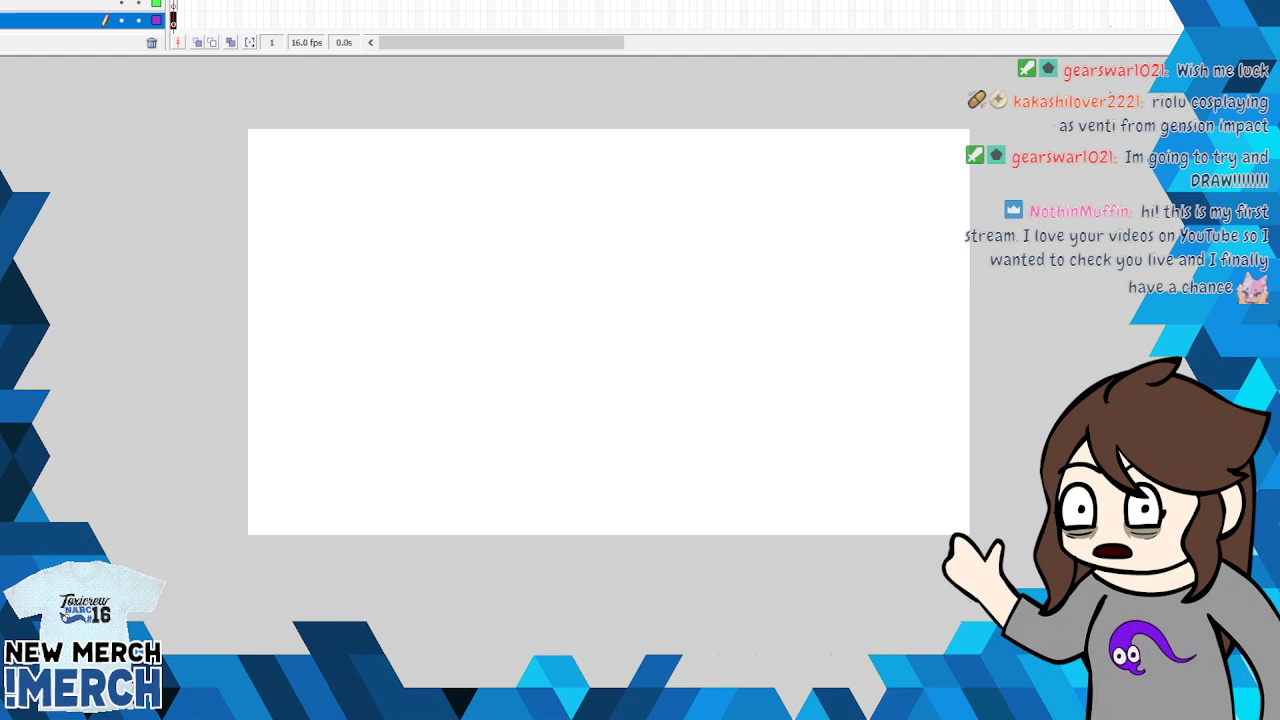 1 16.0 fps 0.0s
gearswar1021: Wish me luck
kakashilover2221: riolu cosplaying
as venti from gension impact
gearswar1021: Im going to try and
DRAW!!!!!!!!
NothinMuffin: hi! this is my first
stream. I love your videos on YouTube so I
wanted to check you live and I finally
have a chance
Toxicrew
NARC
#16
NEW MERCH
!MERCH